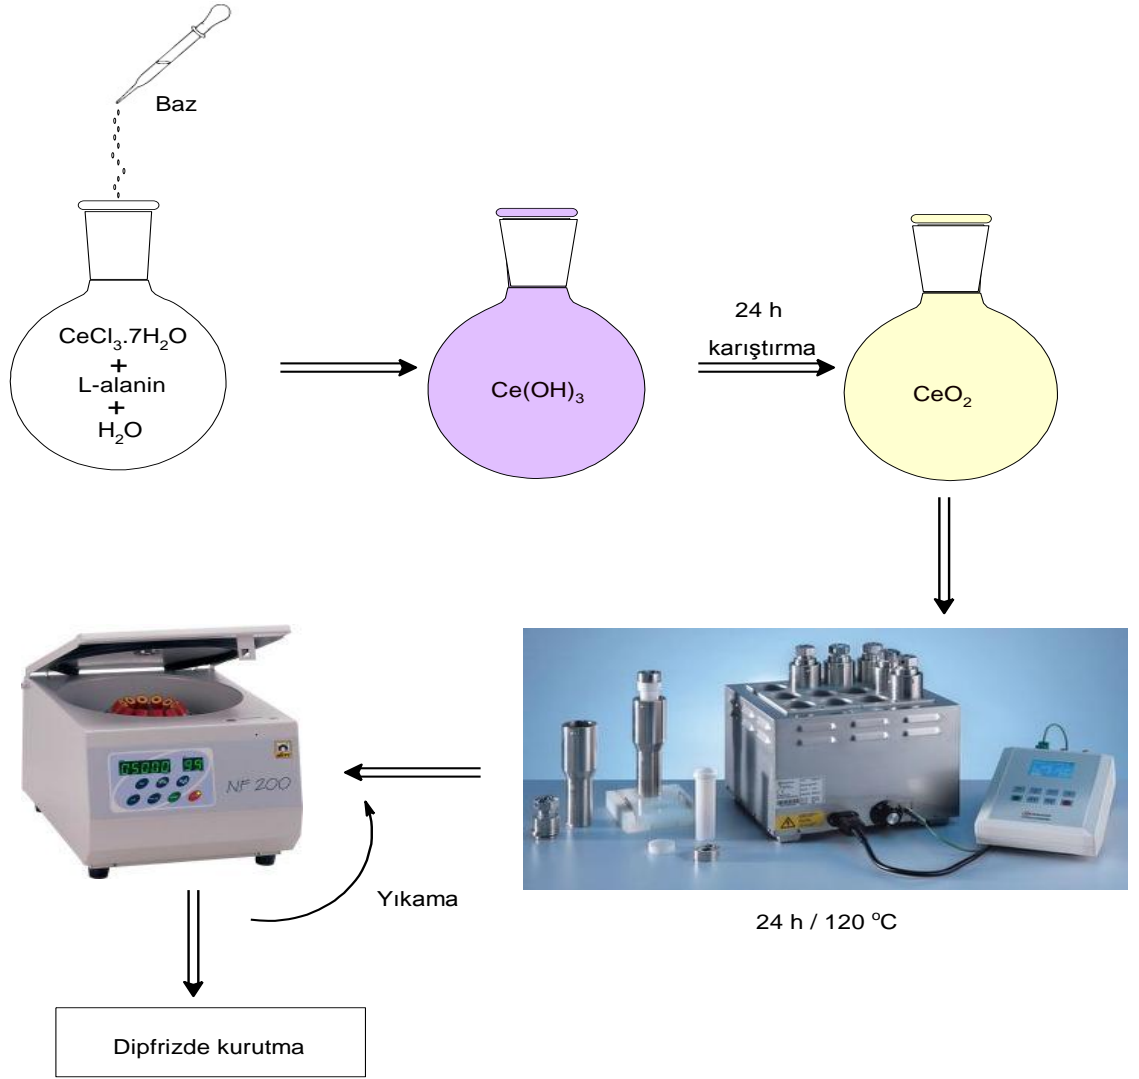 Baz
CeCl₃.7H₂O
+
L-alanin
+
H₂O
Ce(OH)₃
24 h
karıştırma
CeO₂
05000 99
NF 200
Yıkama
24 h / 120 °C
Dipfrizde kurutma